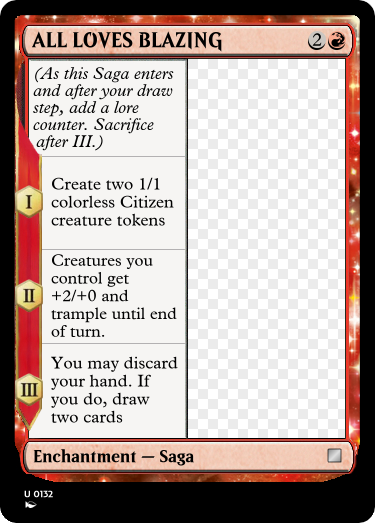 ALL LOVES BLAZING 2
(As this Saga enters
and after your draw
step, add a lore
counter. Sacrifice
after III.)
I
Create two 1/1
colorless Citizen
creature tokens
II
Creatures you
control get
+2/+0 and
trample until end
of turn.
III
You may discard
your hand. If
you do, draw
two cards
Enchantment — Saga
U 0132